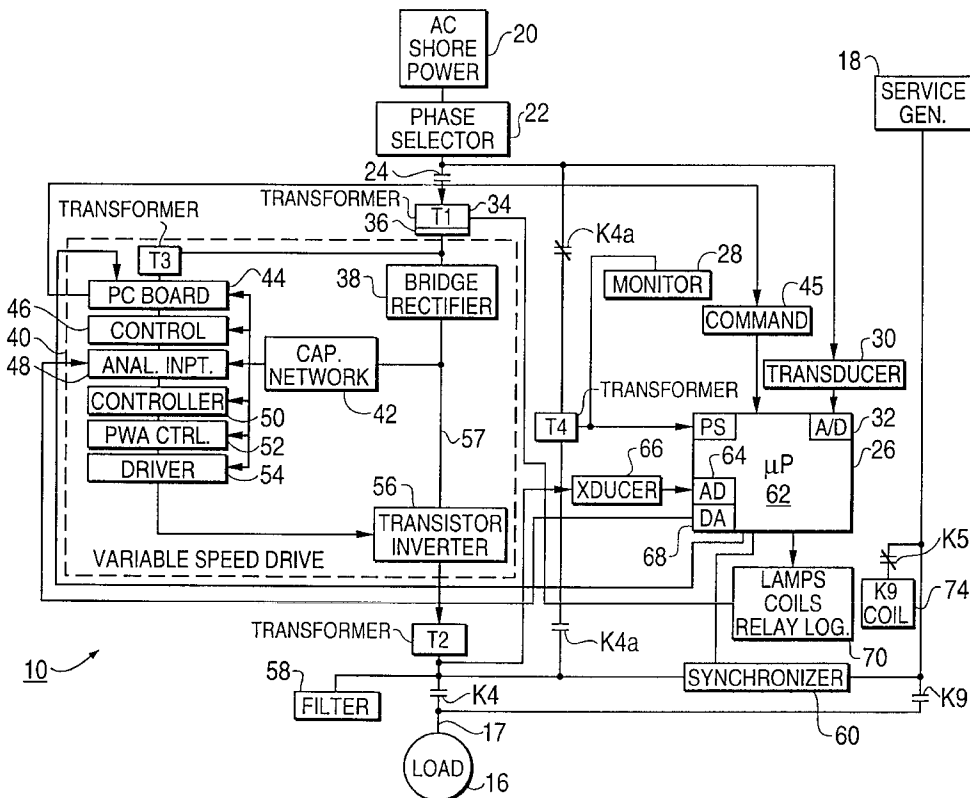 AC
SHORE
POWER
20
18
SERVICE
GEN.
PHASE
SELECTOR
22
24
TRANSFORMER
TRANSFORMER
T1
34
36
K4a
T3
38
BRIDGE
RECTIFIER
44
PC BOARD
46
CONTROL
40
48
ANAL. INPT.
CAP.
NETWORK
42
CONTROLLER
50
PWA CTRL.
52
DRIVER
54
57
56
TRANSISTOR
INVERTER
VARIABLE SPEED DRIVE
MONITOR
28
45
COMMAND
30
TRANSDUCER
TRANSFORMER
T4
PS
A/D
32
26
66
64
XDUCER
AD
µP
62
DA
68
K5
K9
COIL
74
LAMPS
COILS
RELAY LOG.
70
TRANSFORMER
T2
K4a
10
58
FILTER
K4
SYNCHRONIZER
60
K9
17
LOAD
16